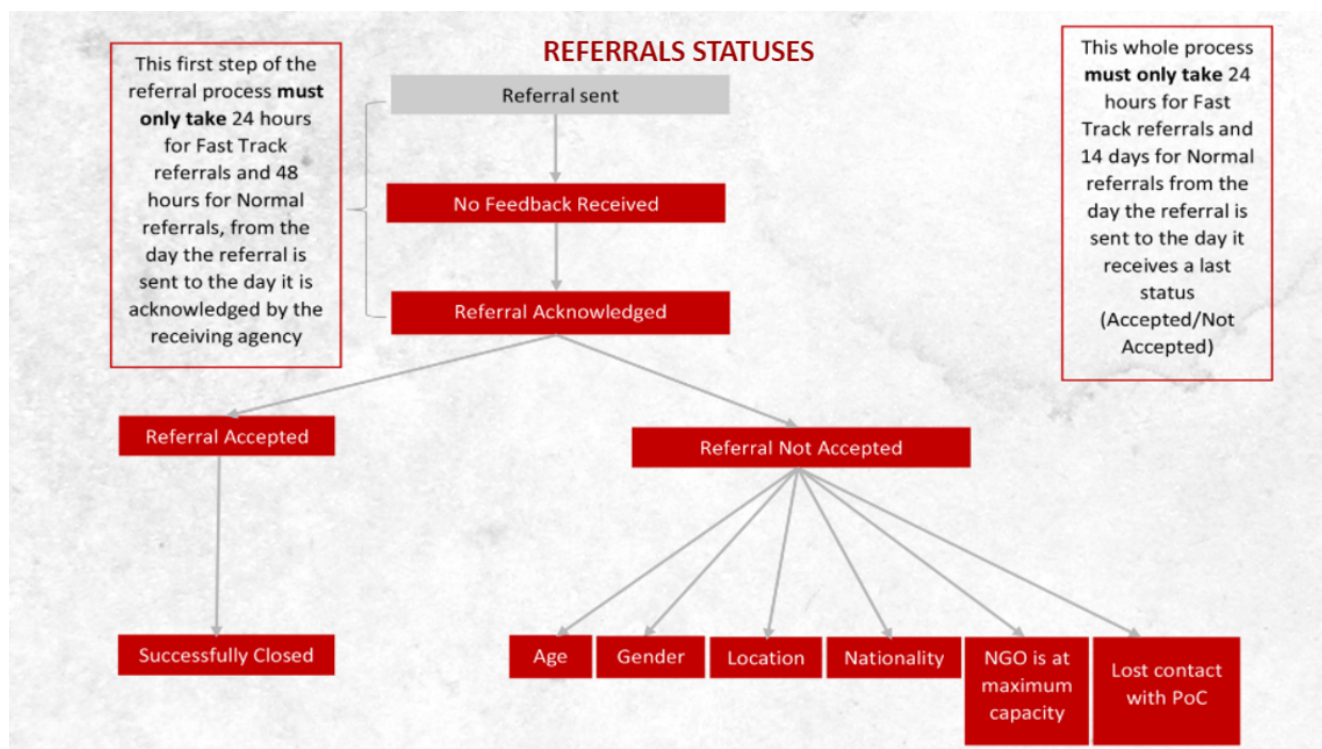 REFERRALS STATUSES
This first step of the
referral process must
only take 24 hours
for Fast Track
referrals and 48
hours for Normal
referrals, from the
day the referral is
sent to the day it is
acknowledged by the
receiving agency
This whole process
must only take 24
hours for Fast
Track referrals and
14 days for Normal
referrals from the
day the referral is
sent to the day it
receives a last
status
(Accepted/Not
Accepted)
Referral sent
No Feedback Received
Referral Acknowledged
Referral Accepted
Referral Not Accepted
Successfully Closed
Age
Gender
Location
Nationality
NGO is at
maximum
capacity
Lost contact
with PoC